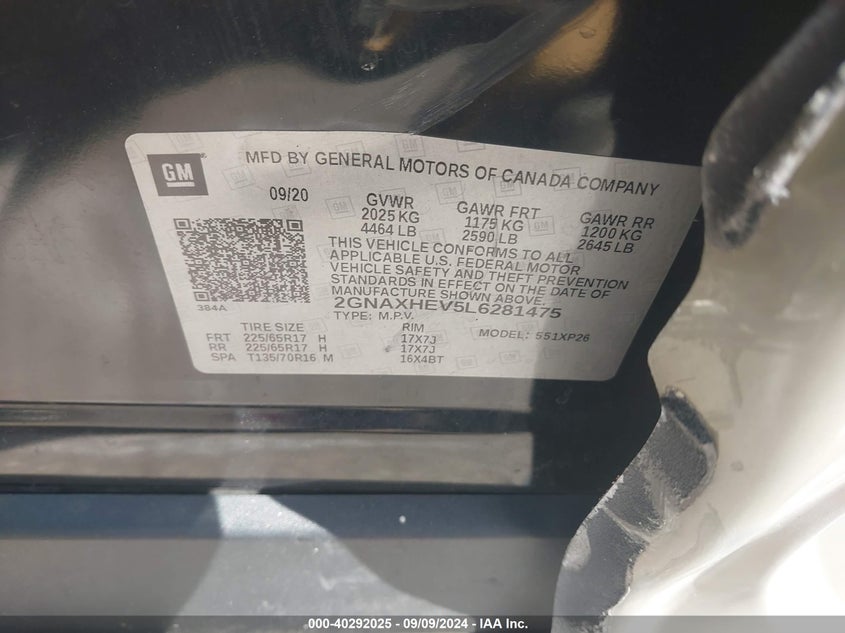 GM
MFD BY GENERAL MOTORS OF CANADA COMPANY
09/20
GVWR
2025 KG
4464 LB
GAWR FRT
1175 KG
2590 LB
GAWR RR
1200 KG
2645 LB
THIS VEHICLE CONFORMS TO ALL
APPLICABLE U.S. FEDERAL MOTOR
VEHICLE SAFETY AND THEFT PREVENTION
STANDARDS IN EFFECT ON THE DATE OF
MANUFACTURE SHOWN ABOVE.
384A
2GNAXHEV5L6281475
TYPE: M.P.V.
MODEL: 551XP26
TIRE SIZE RIM
FRT 225/65R17 H 17X7J
RR 225/65R17 H 17X7J
SPA T135/70R16 M 16X4BT
000-40292025 - 09/09/2024 - IAA Inc.